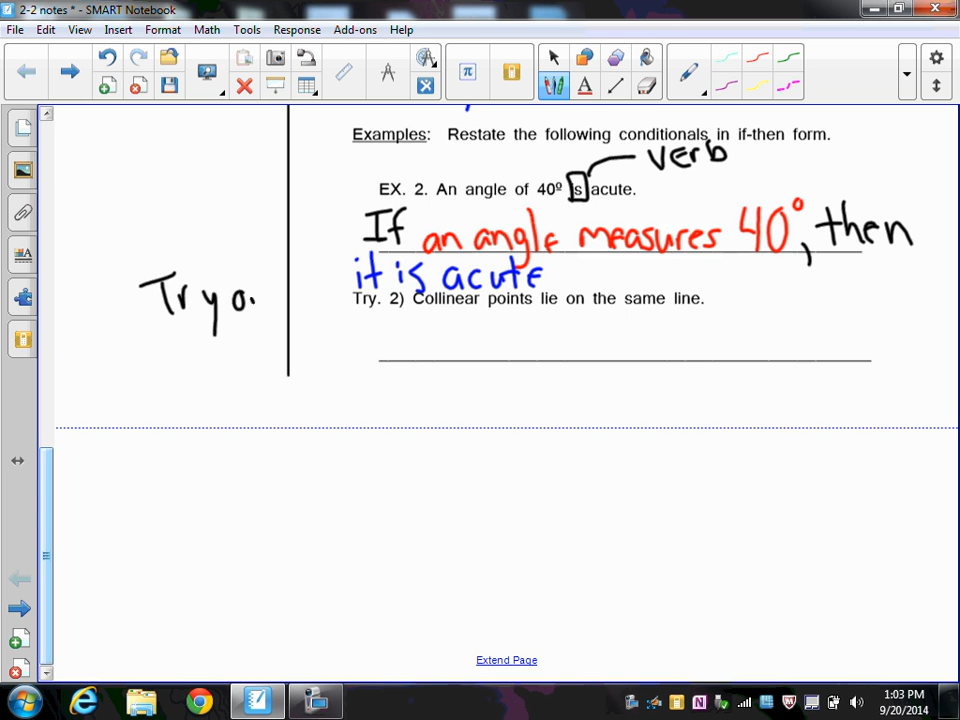 2-2 notes * - SMART Notebook
File Edit View Insert Format Math Tools Response Add-ons Help
Examples: Restate the following conditionals in if-then form.
verb
EX. 2. An angle of 40º is acute.
If an angle measures 40°, then
it is acute
Try o.
Try. 2) Collinear points lie on the same line.
Extend Page
1:03 PM
9/20/2014